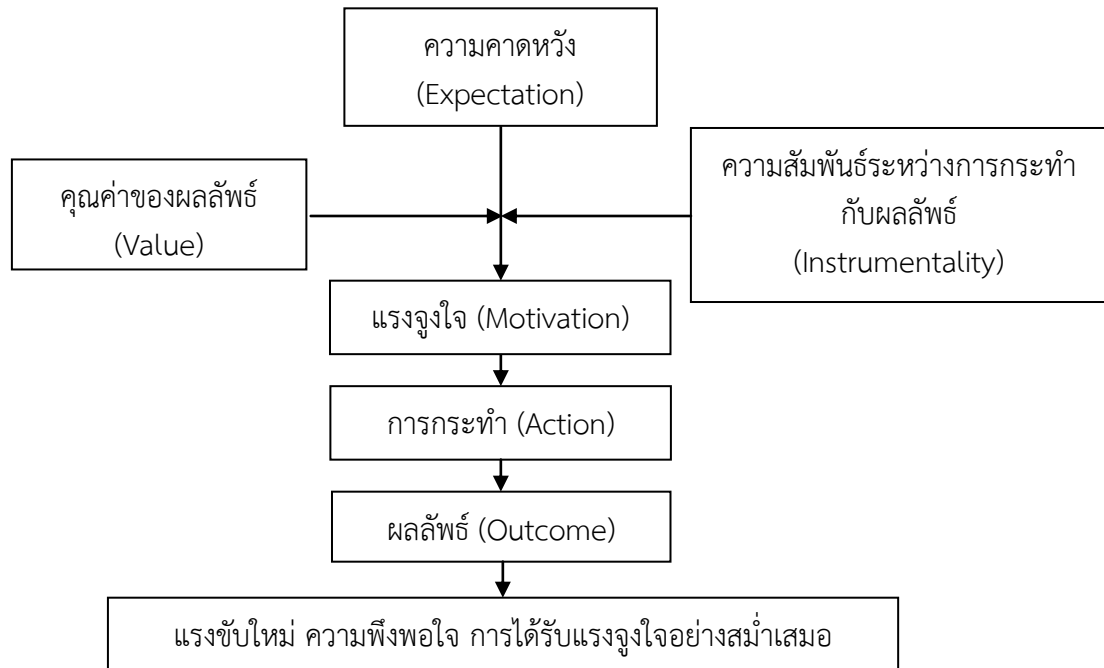 ความคาดหวัง
(Expectation)
คุณค่าของผลลัพธ์
(Value)
ความสัมพันธ์ระหว่างการกระทำ
กับผลลัพธ์
(Instrumentality)
แรงจูงใจ (Motivation)
การกระทำ (Action)
ผลลัพธ์ (Outcome)
แรงขับใหม่ ความพึงพอใจ การได้รับแรงจูงใจอย่างสม่ำเสมอ